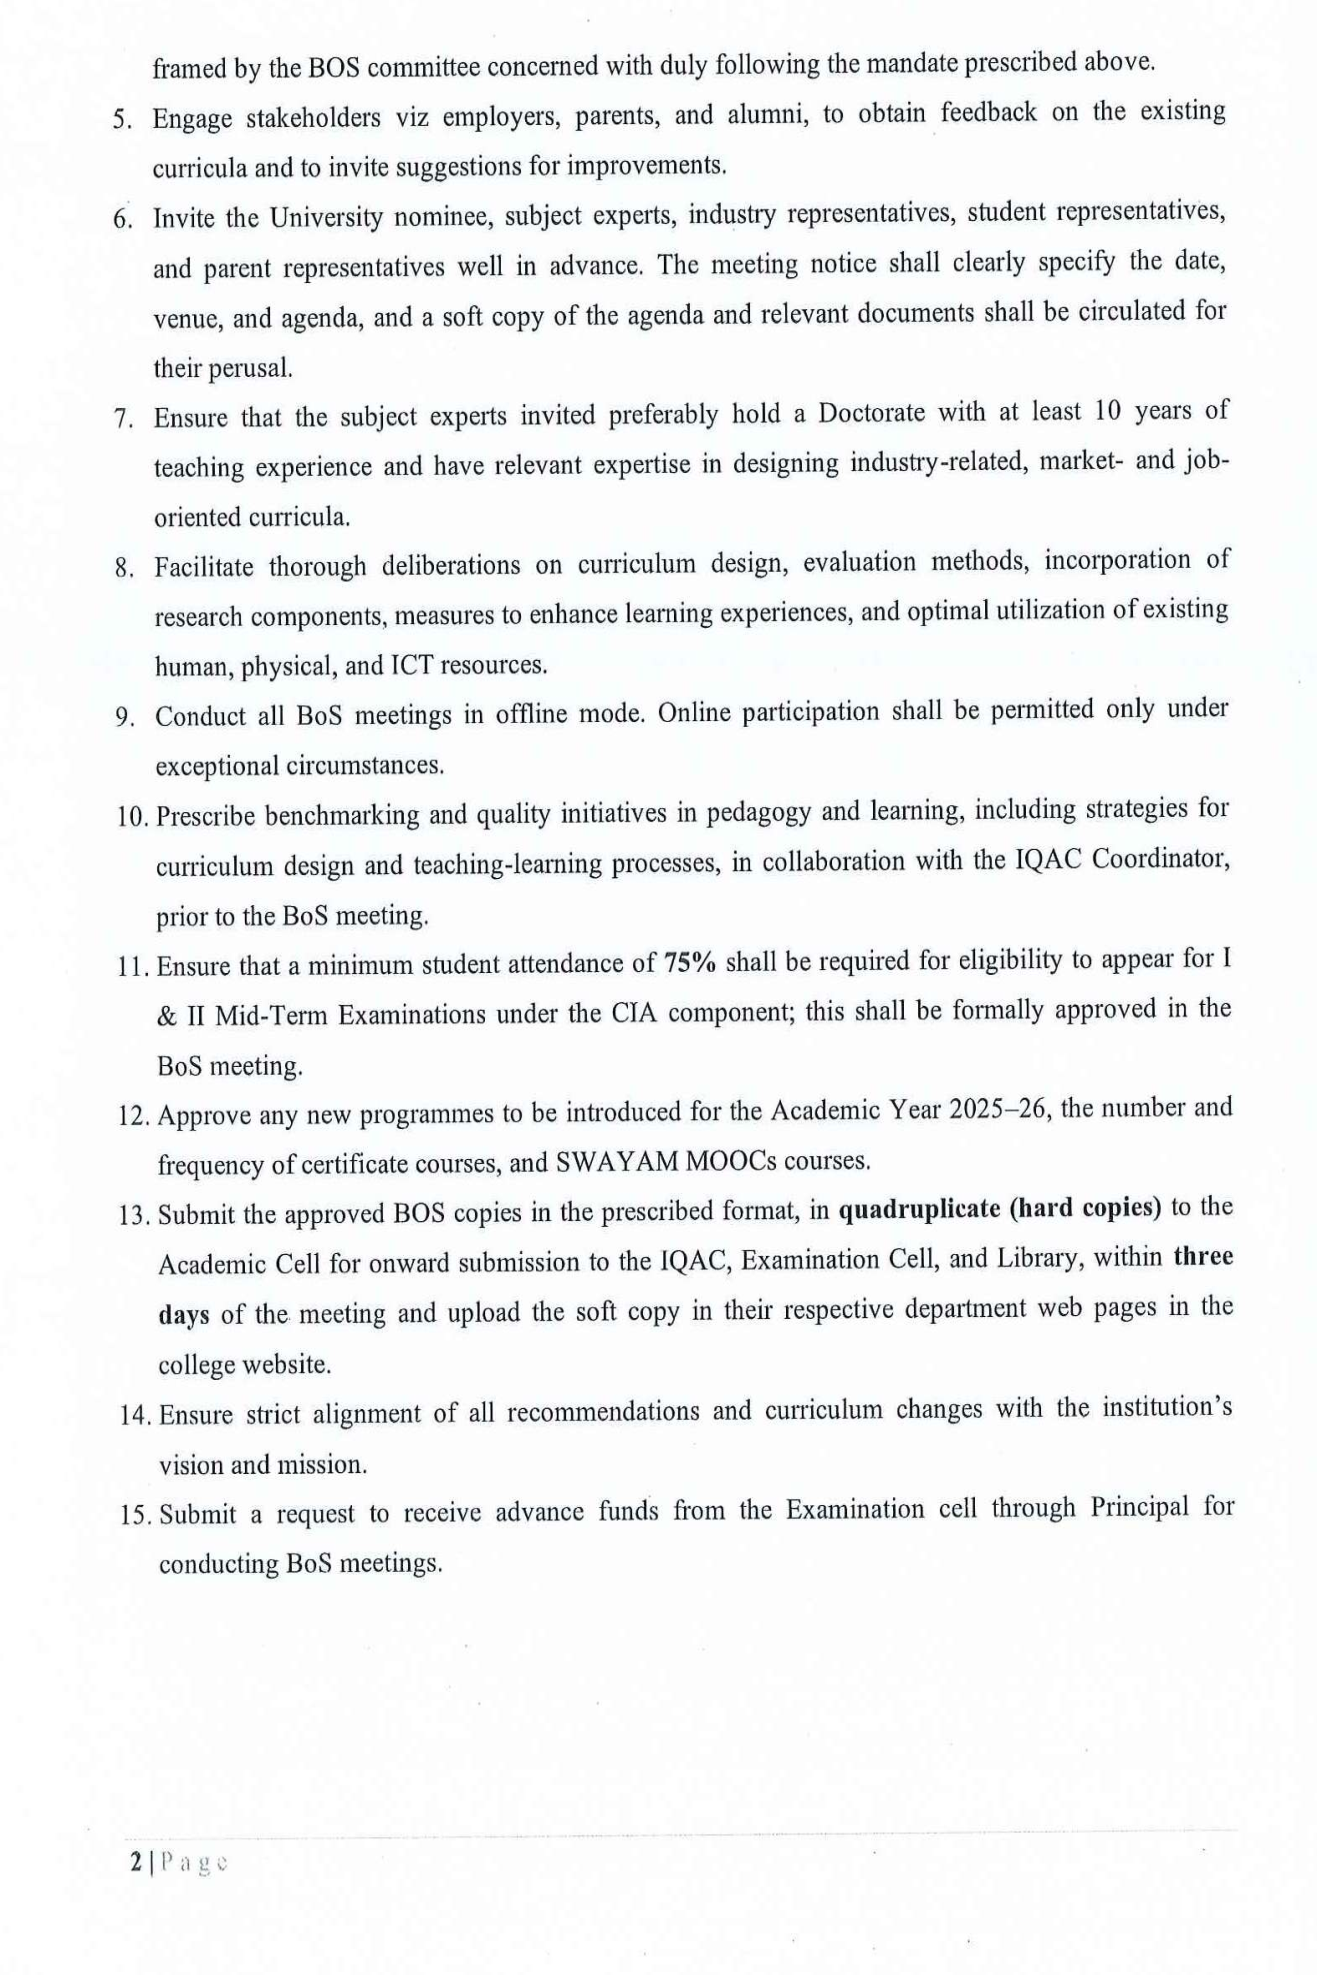 framed by the BOS committee concerned with duly following the mandate prescribed above.
5. Engage stakeholders viz employers, parents, and alumni, to obtain feedback on the existing
curricula and to invite suggestions for improvements.
6. Invite the University nominee, subject experts, industry representatives, student representatives,
and parent representatives well in advance. The meeting notice shall clearly specify the date,
venue, and agenda, and a soft copy of the agenda and relevant documents shall be circulated for
their perusal.
7. Ensure that the subject experts invited preferably hold a Doctorate with at least 10 years of
teaching experience and have relevant expertise in designing industry-related, market- and job-
oriented curricula.
8. Facilitate thorough deliberations on curriculum design, evaluation methods, incorporation of
research components, measures to enhance learning experiences, and optimal utilization of existing
human, physical, and ICT resources.
9. Conduct all BoS meetings in offline mode. Online participation shall be permitted only under
exceptional circumstances.
10. Prescribe benchmarking and quality initiatives in pedagogy and learning, including strategies for
curriculum design and teaching-learning processes, in collaboration with the IQAC Coordinator,
prior to the BoS meeting.
11. Ensure that a minimum student attendance of 75% shall be required for eligibility to appear for I
& II Mid-Term Examinations under the CIA component; this shall be formally approved in the
BoS meeting.
12. Approve any new programmes to be introduced for the Academic Year 2025–26, the number and
frequency of certificate courses, and SWAYAM MOOCs courses.
13. Submit the approved BOS copies in the prescribed format, in quadruplicate (hard copies) to the
Academic Cell for onward submission to the IQAC, Examination Cell, and Library, within three
days of the meeting and upload the soft copy in their respective department web pages in the
college website.
14. Ensure strict alignment of all recommendations and curriculum changes with the institution’s
vision and mission.
15. Submit a request to receive advance funds from the Examination cell through Principal for
conducting BoS meetings.
2 | Page